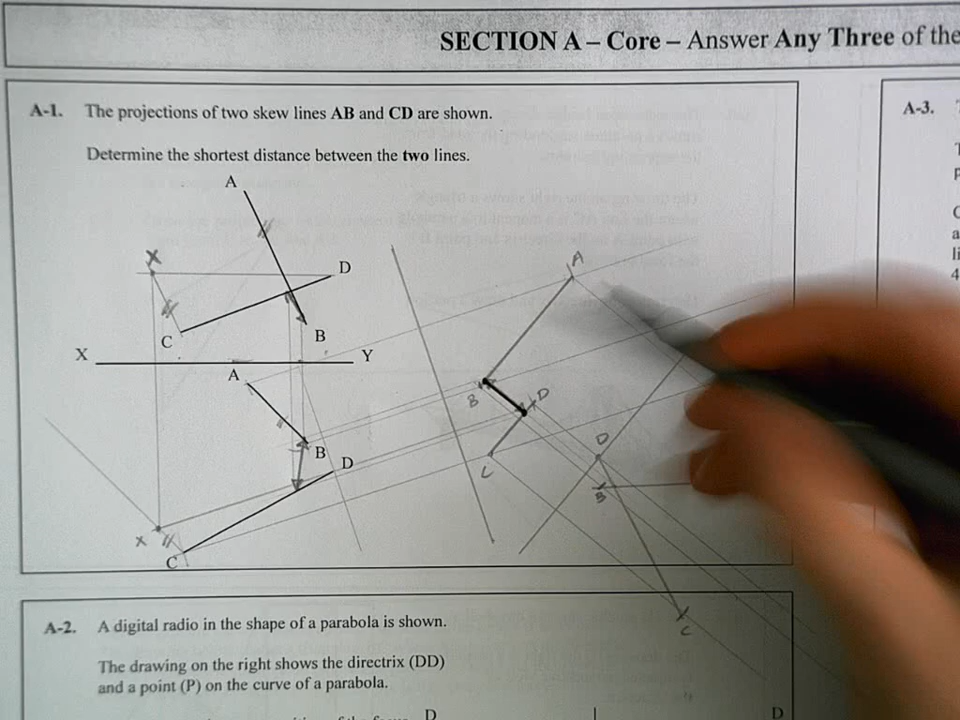 SECTION A – Core – Answer Any Three of the
A-1. The projections of two skew lines AB and CD are shown.
Determine the shortest distance between the two lines.
A
X
D
C
B
X
Y
A
B
D
X
C
A
B
D
C
D
B
C
A-3.
A-2. A digital radio in the shape of a parabola is shown.
The drawing on the right shows the directrix (DD)
and a point (P) on the curve of a parabola.
D
D